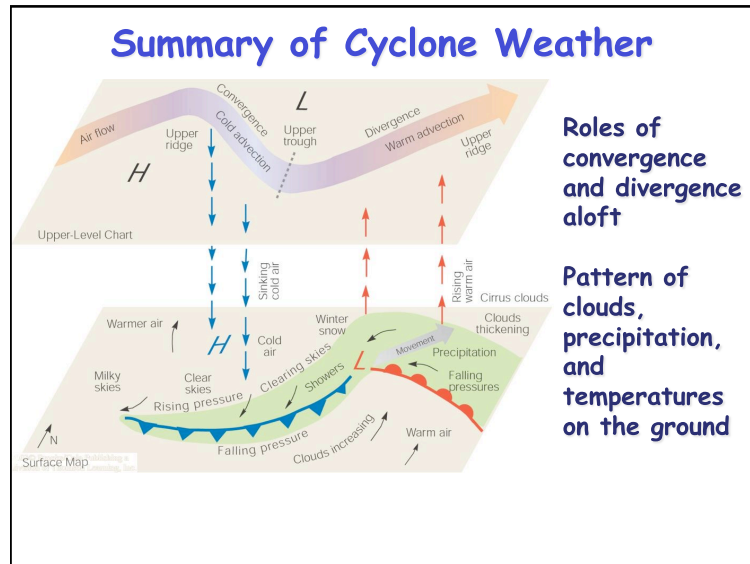 Summary of Cyclone Weather
L
Convergence
Cold advection
Divergence
Air flow
Upper
ridge
Upper
trough
Warm advection
Upper
ridge
H
Upper-Level Chart
Roles of
convergence
and divergence
aloft
Sinking
cold air
Rising
warm air
Cirrus clouds
Pattern of
clouds,
precipitation,
and
temperatures
on the ground
Warmer air
Winter
snow
Clouds
thickening
H
Cold
air
Movement
Precipitation
Milky
skies
Clear
skies
Clearing skies
Showers
L
Falling
pressures
Rising pressure
N
Falling pressure
Clouds increasing
Warm air
Surface Map